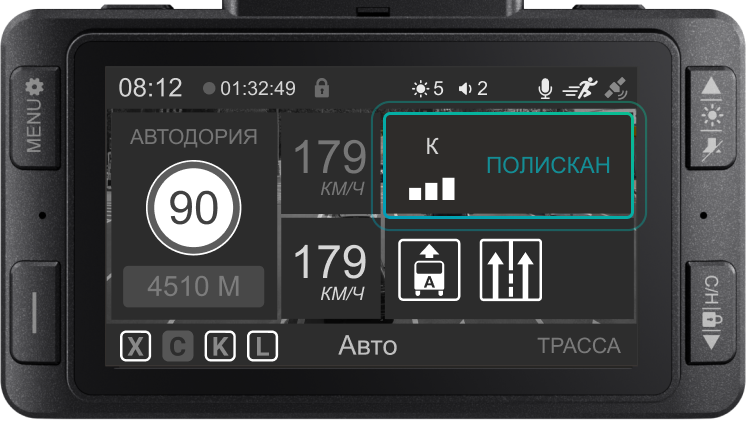 08:12 01:32:49 5 2
MENU
АВТОДОРИЯ
90
4510 М
179
КМ/Ч
179
КМ/Ч
К
ПОЛИСКАН
A
X C K L
Авто
ТРАССА
С/Н